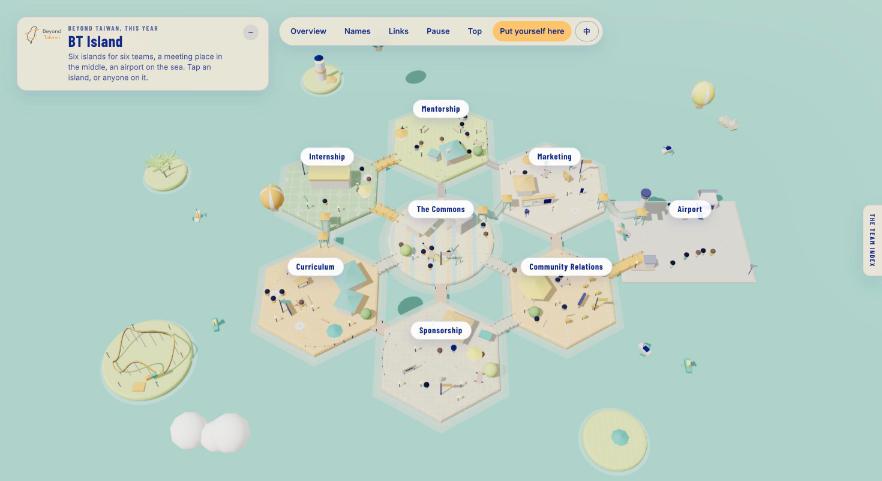 Beyond
Taiwan
BEYOND TAIWAN, THIS YEAR
BT Island
Six islands for six teams, a meeting place in
the middle, an airport on the sea. Tap an
island, or anyone on it.
–
Overview
Names
Links
Pause
Top
Put yourself here
中
Mentorship
Internship
Marketing
The Commons
Airport
Curriculum
Community Relations
Sponsorship
THE TEAM INDEX